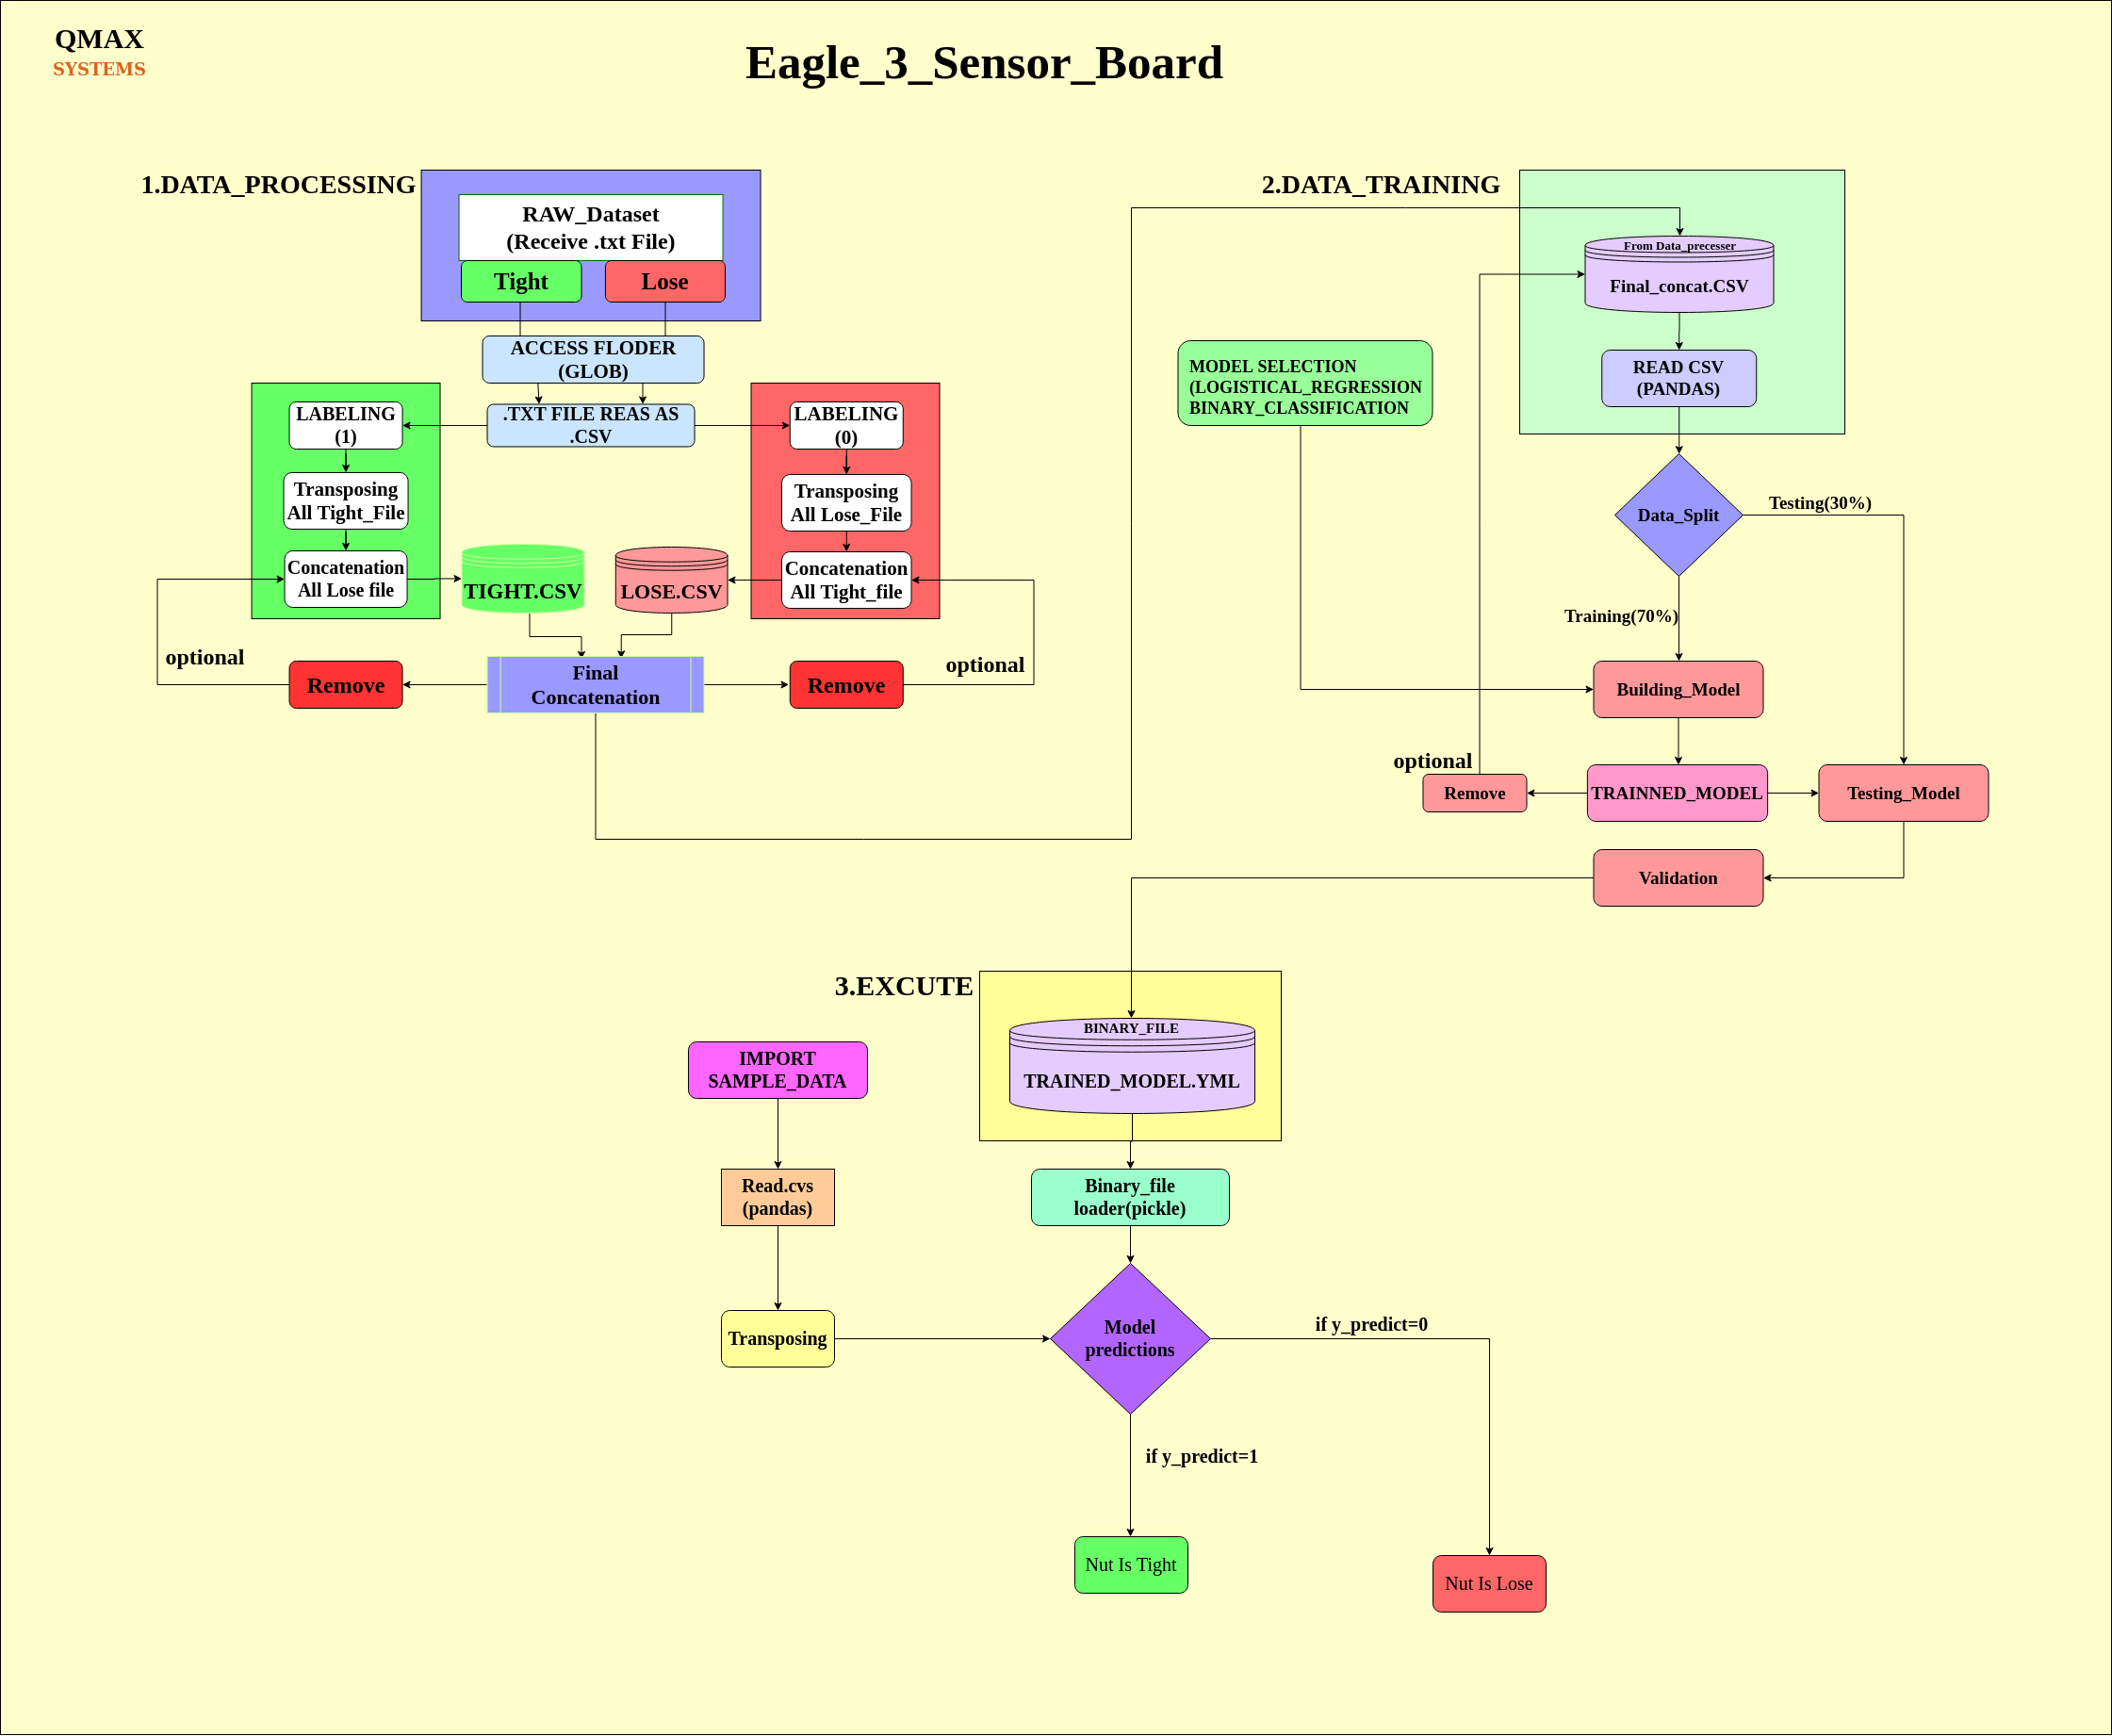 QMAX
SYSTEMS
Eagle_3_Sensor_Board
1.DATA_PROCESSING
RAW_Dataset
(Receive .txt File)
Tight
Lose
ACCESS FLODER
(GLOB)
.TXT FILE REAS AS
.CSV
LABELING
(1)
Transposing
All Tight_File
Concatenation
All Lose file
LABELING
(0)
Transposing
All Lose_File
Concatenation
All Tight_file
TIGHT.CSV
LOSE.CSV
optional
Remove
Final
Concatenation
Remove
optional
2.DATA_TRAINING
From Data_precesser
Final_concat.CSV
READ CSV
(PANDAS)
MODEL SELECTION
(LOGISTICAL_REGRESSION
BINARY_CLASSIFICATION
Data_Split
Testing(30%)
Training(70%)
Building_Model
optional
Remove
TRAINNED_MODEL
Testing_Model
Validation
3.EXCUTE
BINARY_FILE
TRAINED_MODEL.YML
IMPORT
SAMPLE_DATA
Read.cvs
(pandas)
Binary_file
loader(pickle)
Transposing
Model
predictions
if y_predict=0
if y_predict=1
Nut Is Tight
Nut Is Lose